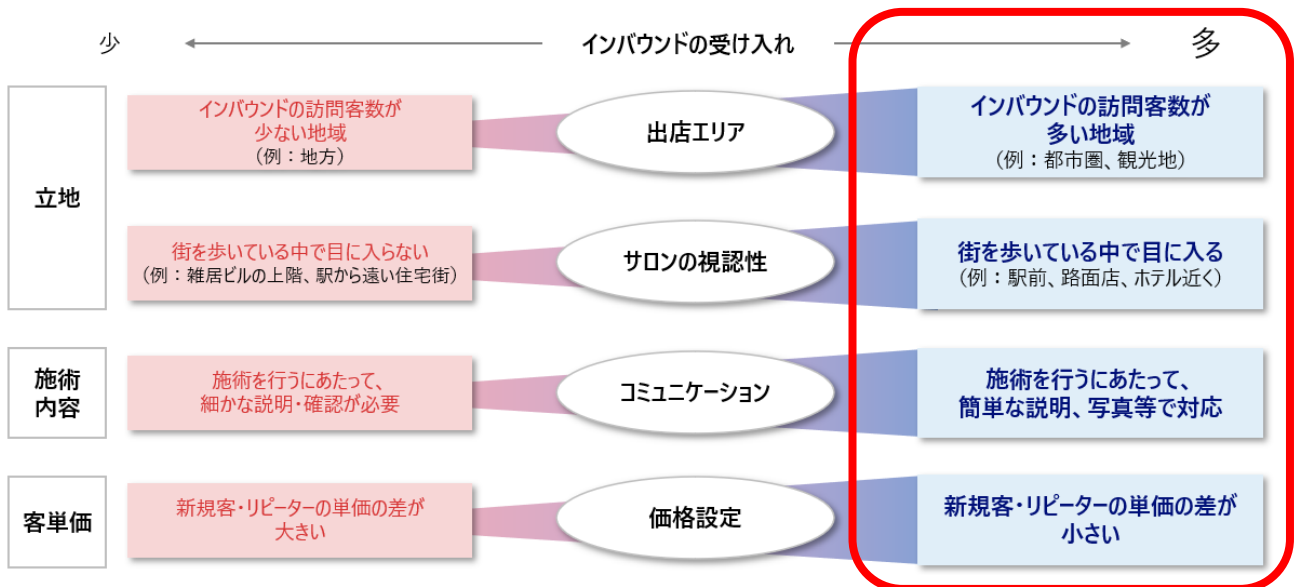 少
インバウンドの受け入れ
多
立地
インバウンドの訪問客数が
少ない地域
（例：地方）
出店エリア
インバウンドの訪問客数が
多い地域
（例：都市圏、観光地）
街を歩いている中で目に入らない
（例：雑居ビルの上階、駅から遠い住宅街）
サロンの視認性
街を歩いている中で目に入る
（例：駅前、路面店、ホテル近く）
施術
内容
施術を行うにあたって、
細かな説明・確認が必要
コミュニケーション
施術を行うにあたって、
簡単な説明、写真等で対応
客単価
新規客・リピーターの単価の差が
大きい
価格設定
新規客・リピーターの単価の差が
小さい